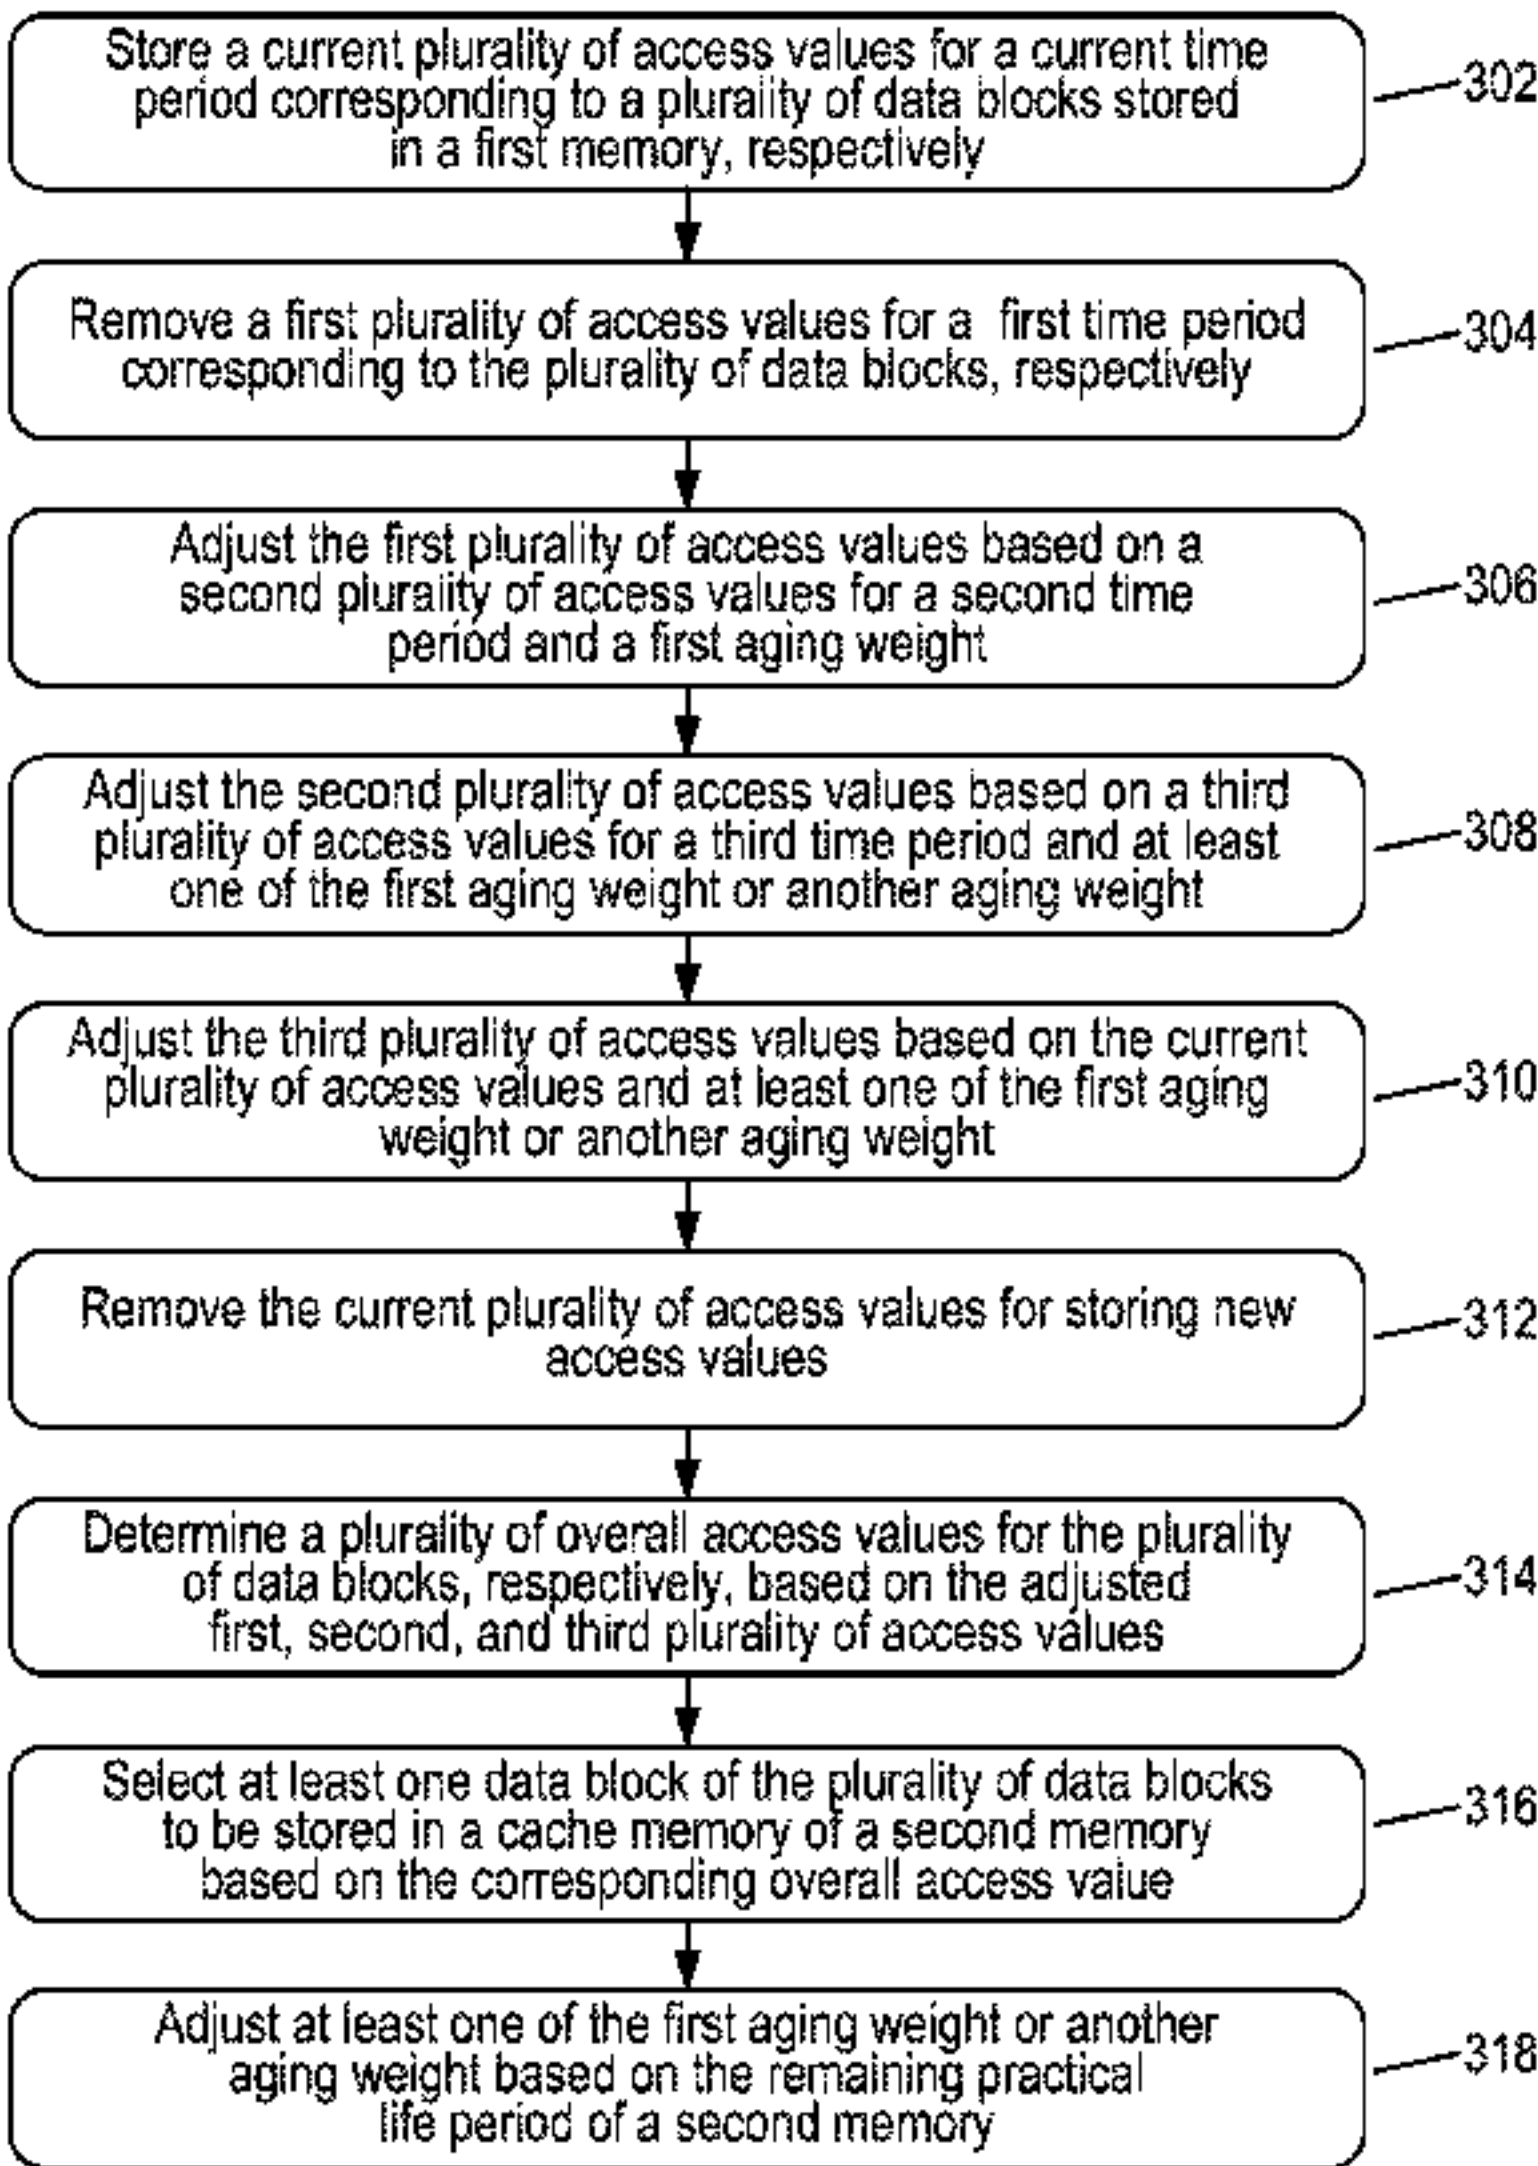 Store a current plurality of access values for a current time
period corresponding to a plurality of data blocks stored
in a first memory, respectively
302
Remove a first plurality of access values for a first time period
corresponding to the plurality of data blocks, respectively
304
Adjust the first plurality of access values based on a
second plurality of access values for a second time
period and a first aging weight
306
Adjust the second plurality of access values based on a third
plurality of access values for a third time period and at least
one of the first aging weight or another aging weight
308
Adjust the third plurality of access values based on the current
plurality of access values and at least one of the first aging
weight or another aging weight
310
Remove the current plurality of access values for storing new
access values
312
Determine a plurality of overall access values for the plurality
of data blocks, respectively, based on the adjusted
first, second, and third plurality of access values
314
Select at least one data block of the plurality of data blocks
to be stored in a cache memory of a second memory
based on the corresponding overall access value
316
Adjust at least one of the first aging weight or another
aging weight based on the remaining practical
life period of a second memory
318